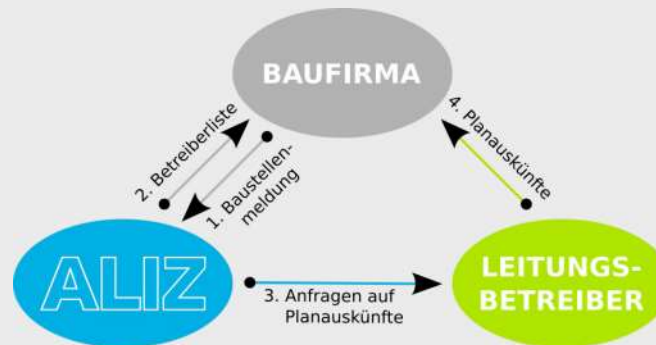 BAUFIRMA
2. Betreiberliste
1. Baustellen-
meldung
4. Planauskünfte
ALIZ
3. Anfragen auf
Planauskünfte
LEITUNGS-
BETREIBER